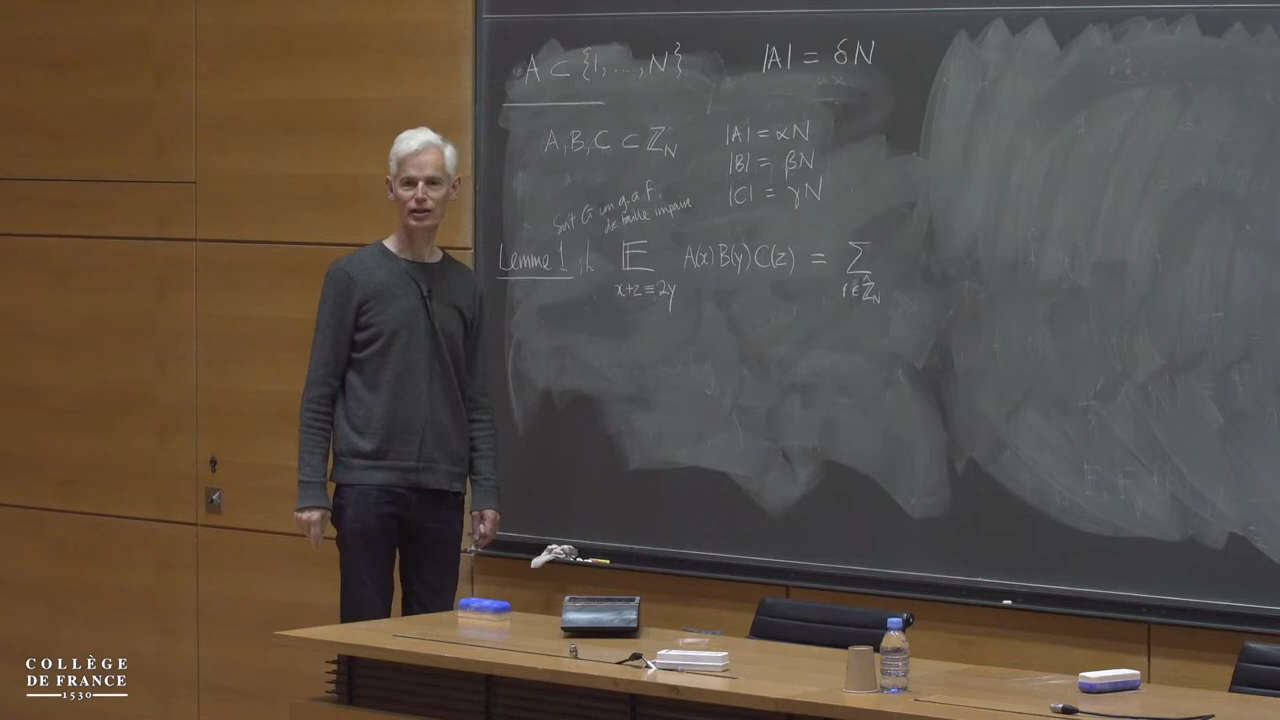 A ⊂ {1, ..., N} |A| = δN
A, B, C ⊂ ℤ_N |A| = αN
|B| = βN
|C| = γN
Soit G un g.a.f.
de taille impaire
Lemme 1, 𝔼 A(x)B(y)C(z) = Σ
x+z≡2y r∈ℤ̂_N
COLLÈGE
DE FRANCE
1530